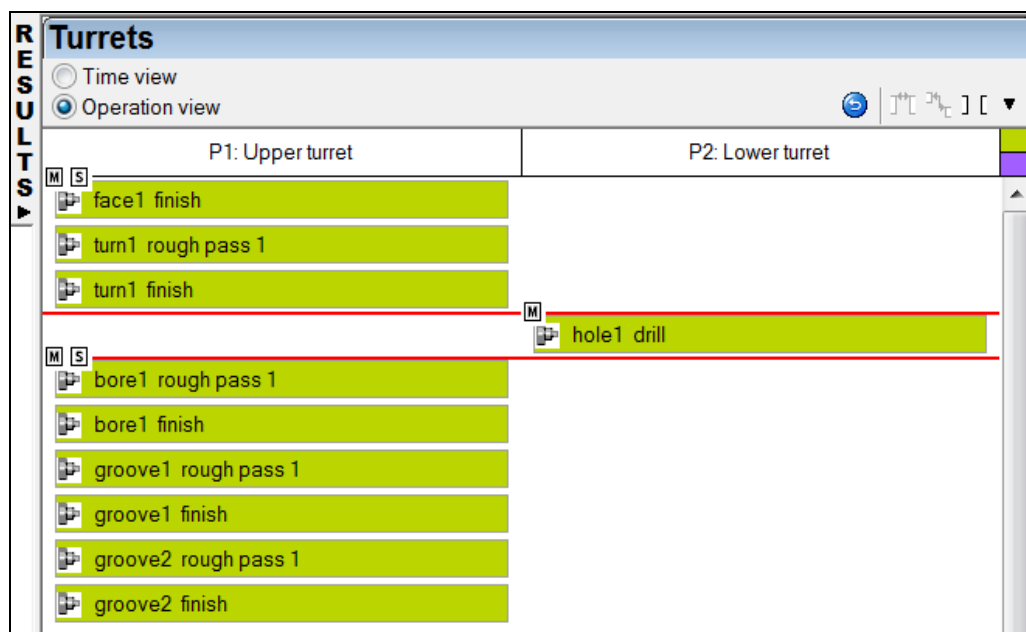 RESULTS
Turrets
Time view
Operation view
P1: Upper turret
P2: Lower turret
M S
face1 finish
turn1 rough pass 1
turn1 finish
M
hole1 drill
M S
bore1 rough pass 1
bore1 finish
groove1 rough pass 1
groove1 finish
groove2 rough pass 1
groove2 finish